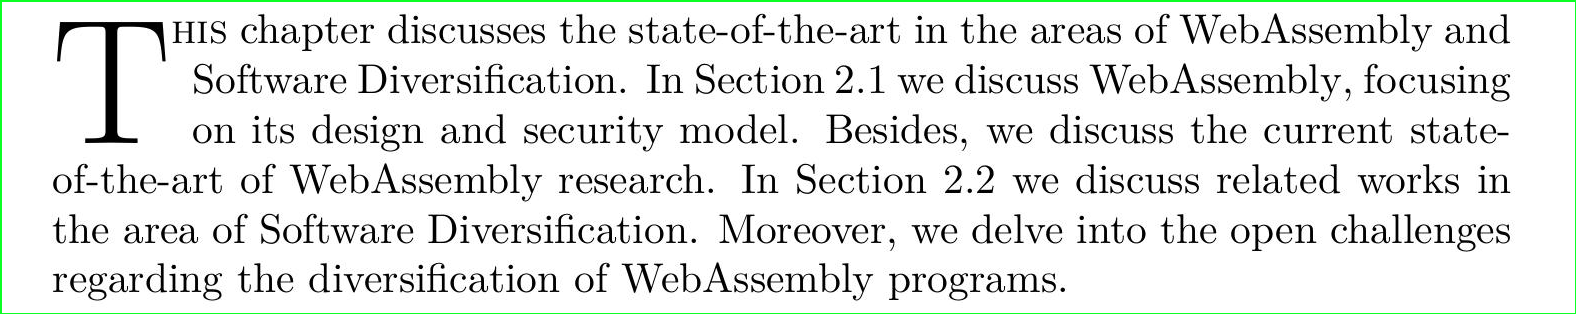 THIS chapter discusses the state-of-the-art in the areas of WebAssembly and
Software Diversification. In Section 2.1 we discuss WebAssembly, focusing
on its design and security model. Besides, we discuss the current state-
of-the-art of WebAssembly research. In Section 2.2 we discuss related works in
the area of Software Diversification. Moreover, we delve into the open challenges
regarding the diversification of WebAssembly programs.